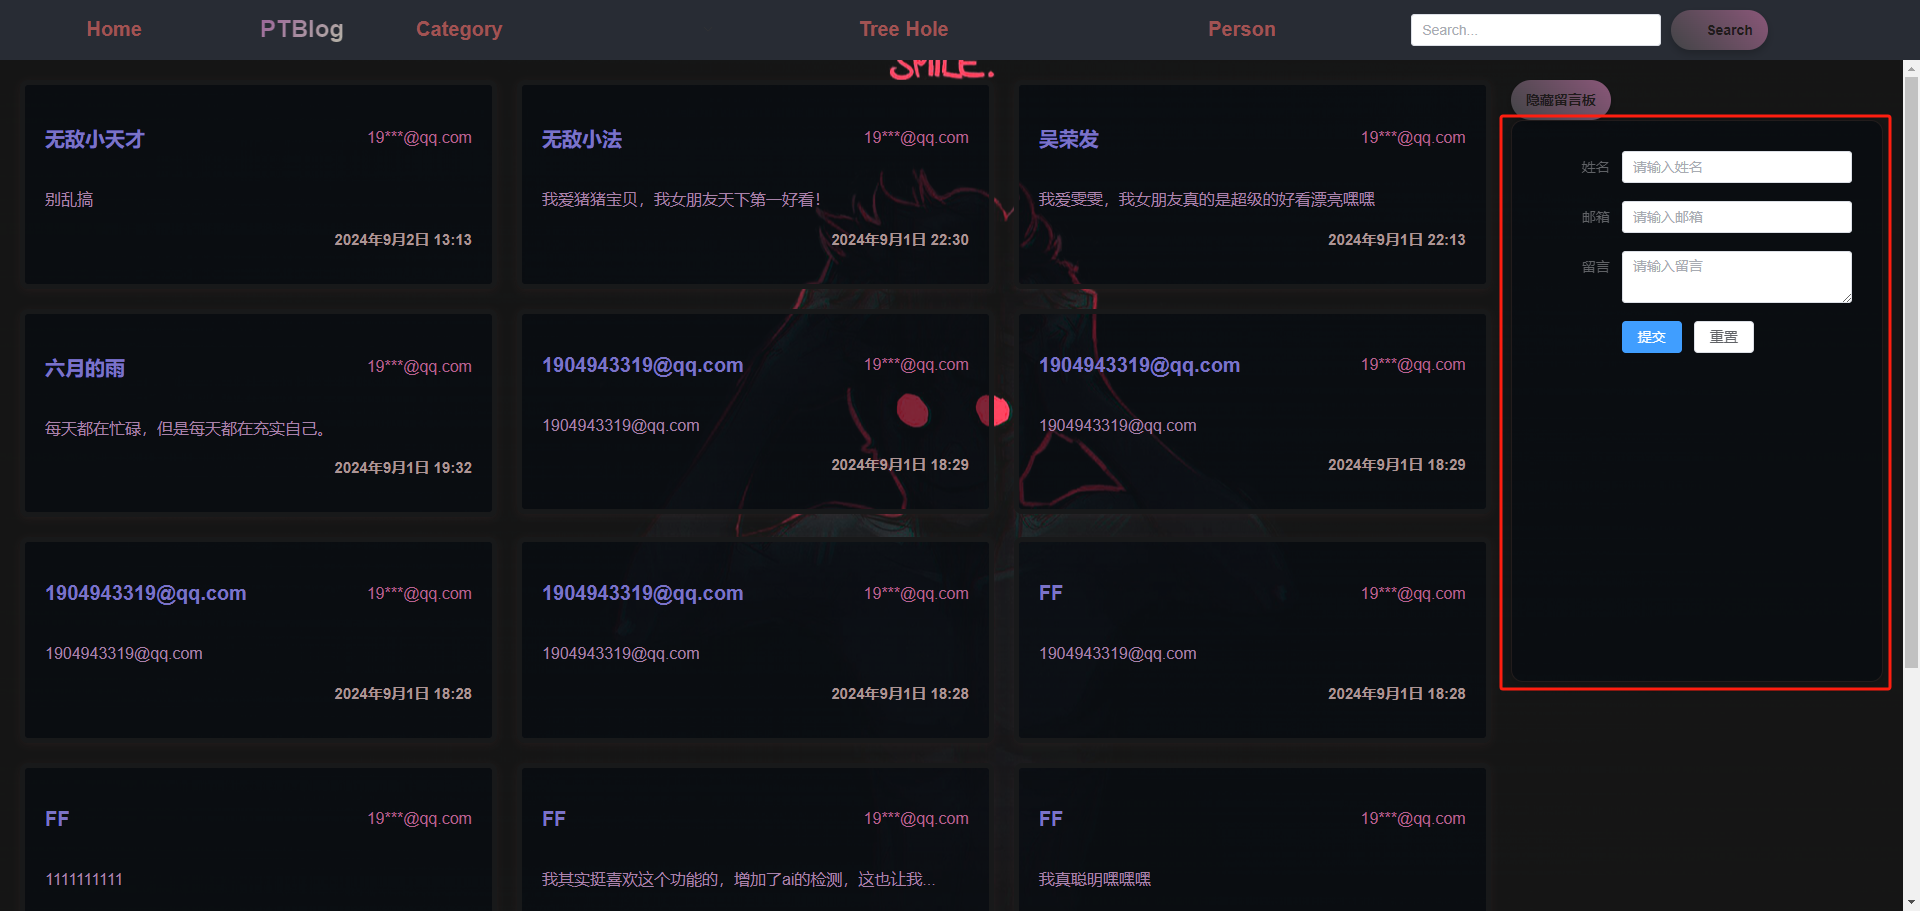 Home PTBlog Category Tree Hole Person Search... Search
SMILE.
隐藏留言板
无敌小天才 19***@qq.com
别乱搞
2024年9月2日 13:13
无敌小法 19***@qq.com
我爱猪猪宝贝，我女朋友天下第一好看！
2024年9月1日 22:30
吴荣发 19***@qq.com
我爱雯雯，我女朋友真的是超级的好看漂亮嘿嘿
2024年9月1日 22:13
六月的雨 19***@qq.com
每天都在忙碌，但是每天都在充实自己。
2024年9月1日 19:32
1904943319@qq.com 19***@qq.com
1904943319@qq.com
2024年9月1日 18:29
1904943319@qq.com 19***@qq.com
1904943319@qq.com
2024年9月1日 18:29
1904943319@qq.com 19***@qq.com
1904943319@qq.com
2024年9月1日 18:28
1904943319@qq.com 19***@qq.com
1904943319@qq.com
2024年9月1日 18:28
FF 19***@qq.com
1904943319@qq.com
2024年9月1日 18:28
FF 19***@qq.com
1111111111
FF 19***@qq.com
我其实挺喜欢这个功能的，增加了ai的检测，这也让我...
FF 19***@qq.com
我真聪明嘿嘿嘿
姓名 请输入姓名
邮箱 请输入邮箱
留言 请输入留言
提交 重置